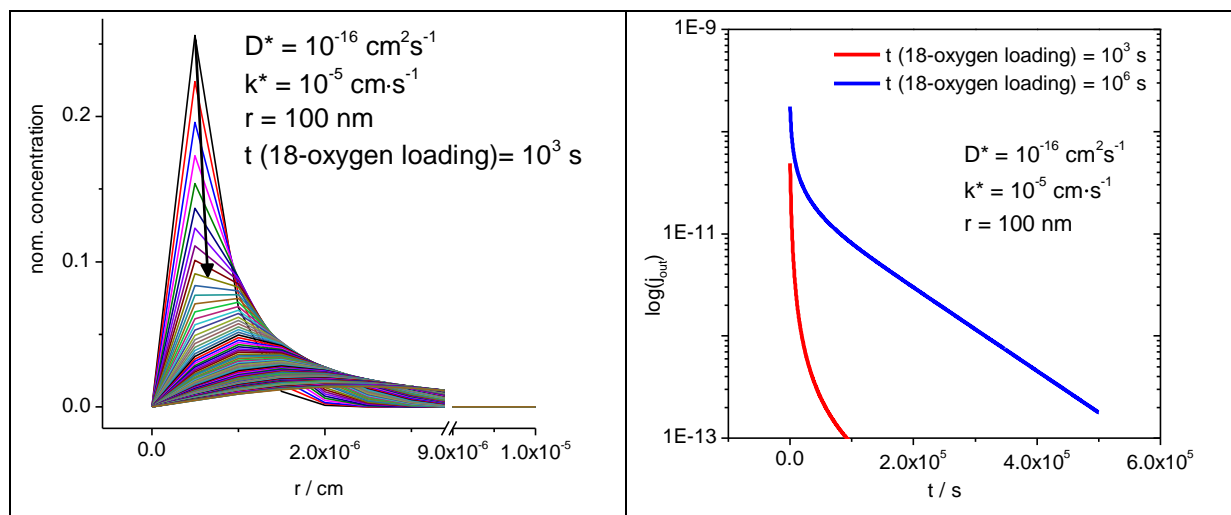 D* = 10⁻¹⁶ cm²s⁻¹
k* = 10⁻⁵ cm·s⁻¹
r = 100 nm
t (18-oxygen loading)= 10³ s
nom. concentration
0.2
0.1
0.0
0.0
2.0x10⁻⁶
9.0x10⁻⁶
1.0x10⁻⁵
r / cm
1E-9
1E-11
1E-13
log(j_out)
t (18-oxygen loading) = 10³ s
t (18-oxygen loading) = 10⁶ s
D* = 10⁻¹⁶ cm²s⁻¹
k* = 10⁻⁵ cm·s⁻¹
r = 100 nm
0.0
2.0x10⁵
4.0x10⁵
6.0x10⁵
t / s